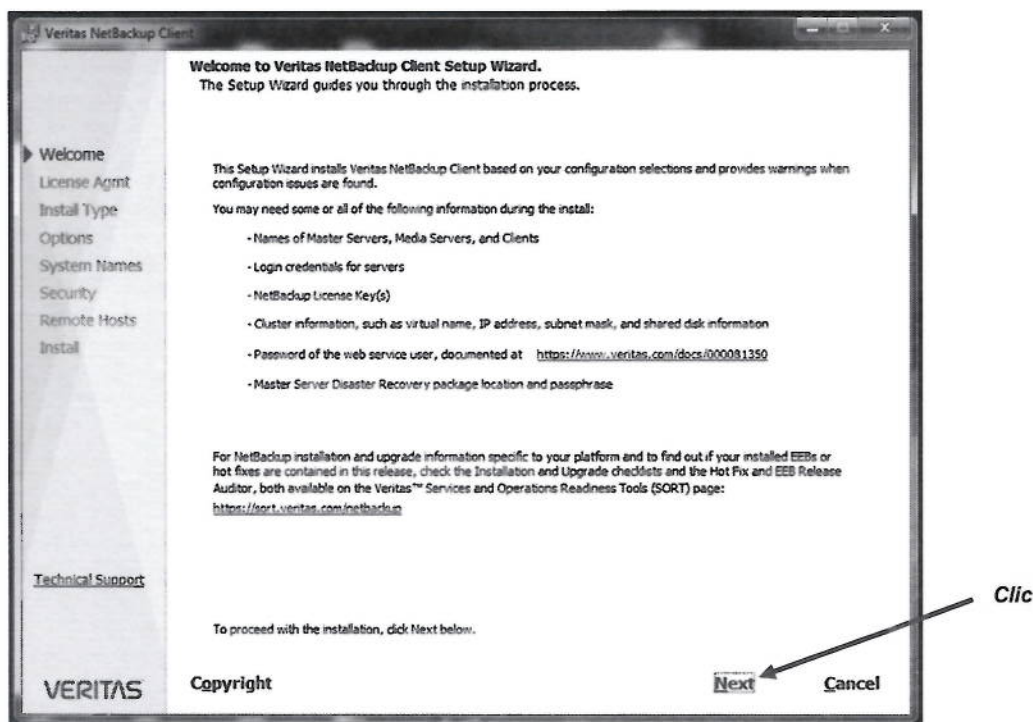 Veritas NetBackup Client
Welcome to Veritas NetBackup Client Setup Wizard.
The Setup Wizard guides you through the installation process.
Welcome
License Agmt
Install Type
Options
System Names
Security
Remote Hosts
Install
This Setup Wizard installs Veritas NetBackup Client based on your configuration selections and provides warnings when
configuration issues are found.
You may need some or all of the following information during the install:
- Names of Master Servers, Media Servers, and Clients
- Login credentials for servers
- NetBackup License Key(s)
- Cluster information, such as virtual name, IP address, subnet mask, and shared disk information
- Password of the web service user, documented at https://www.veritas.com/docs/000081350
- Master Server Disaster Recovery package location and passphrase
For NetBackup installation and upgrade information specific to your platform and to find out if your installed EEBs or
hot fixes are contained in this release, check the Installation and Upgrade checklists and the Hot Fix and EEB Release
Auditor, both available on the Veritas™ Services and Operations Readiness Tools (SORT) page:
https://sort.veritas.com/netbackup
Technical Support
To proceed with the installation, click Next below.
VERITAS
Copyright
Next
Cancel
Clic